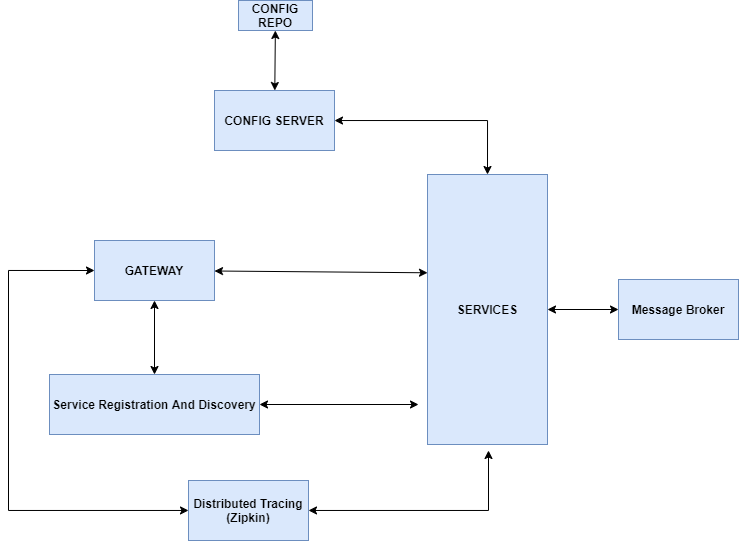 CONFIG
REPO
CONFIG SERVER
GATEWAY
SERVICES
Message Broker
Service Registration And Discovery
Distributed Tracing
(Zipkin)